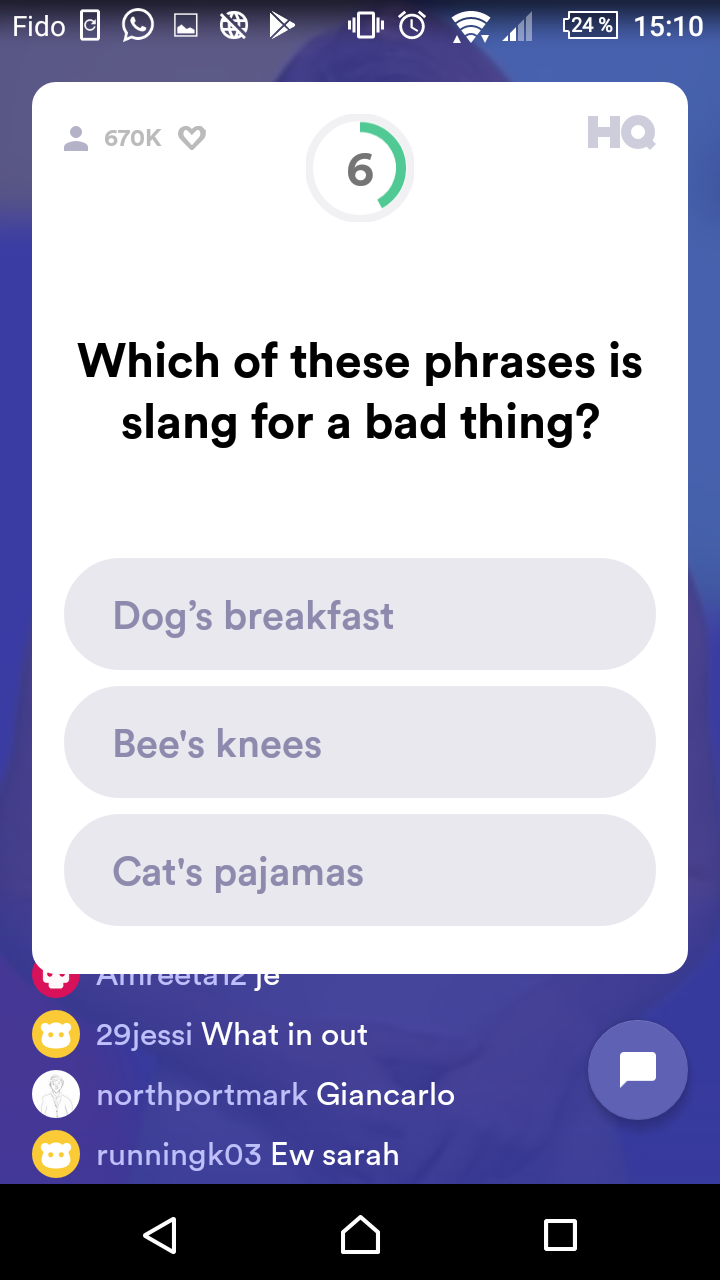 Fido 24 % 15:10
670K 6 HQ
Which of these phrases is
slang for a bad thing?
Dog’s breakfast
Bee's knees
Cat's pajamas
Amreeta12 je
29jessi What in out
northportmark Giancarlo
runningk03 Ew sarah